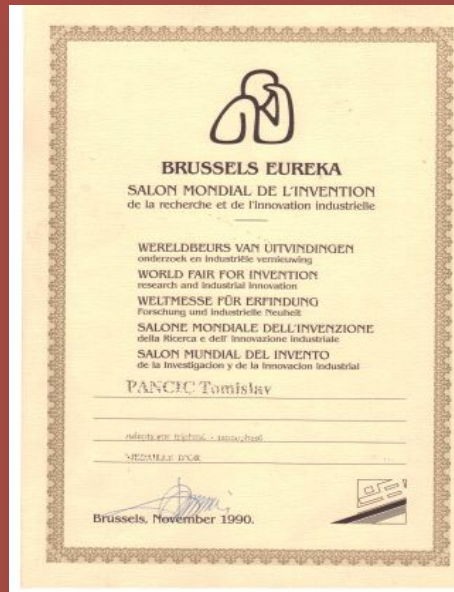 BRUSSELS EUREKA
SALON MONDIAL DE L'INVENTION
de la recherche et de l'innovation industrielle
WERELDBEURS VAN UITVINDINGEN
onderzoek en industriële vernieuwing
WORLD FAIR FOR INVENTION
research and industrial innovation
WELTMESSE FÜR ERFINDUNG
Forschung und industrielle Neuheit
SALONE MONDIALE DELL'INVENZIONE
della Ricerca e dell' Innovazione industriale
SALON MUNDIAL DEL INVENTO
de la Investigacion y de la Innovacion industrial
PANCIC Tomislav
MEDAILLE D'OR
Brussels, November 1990.